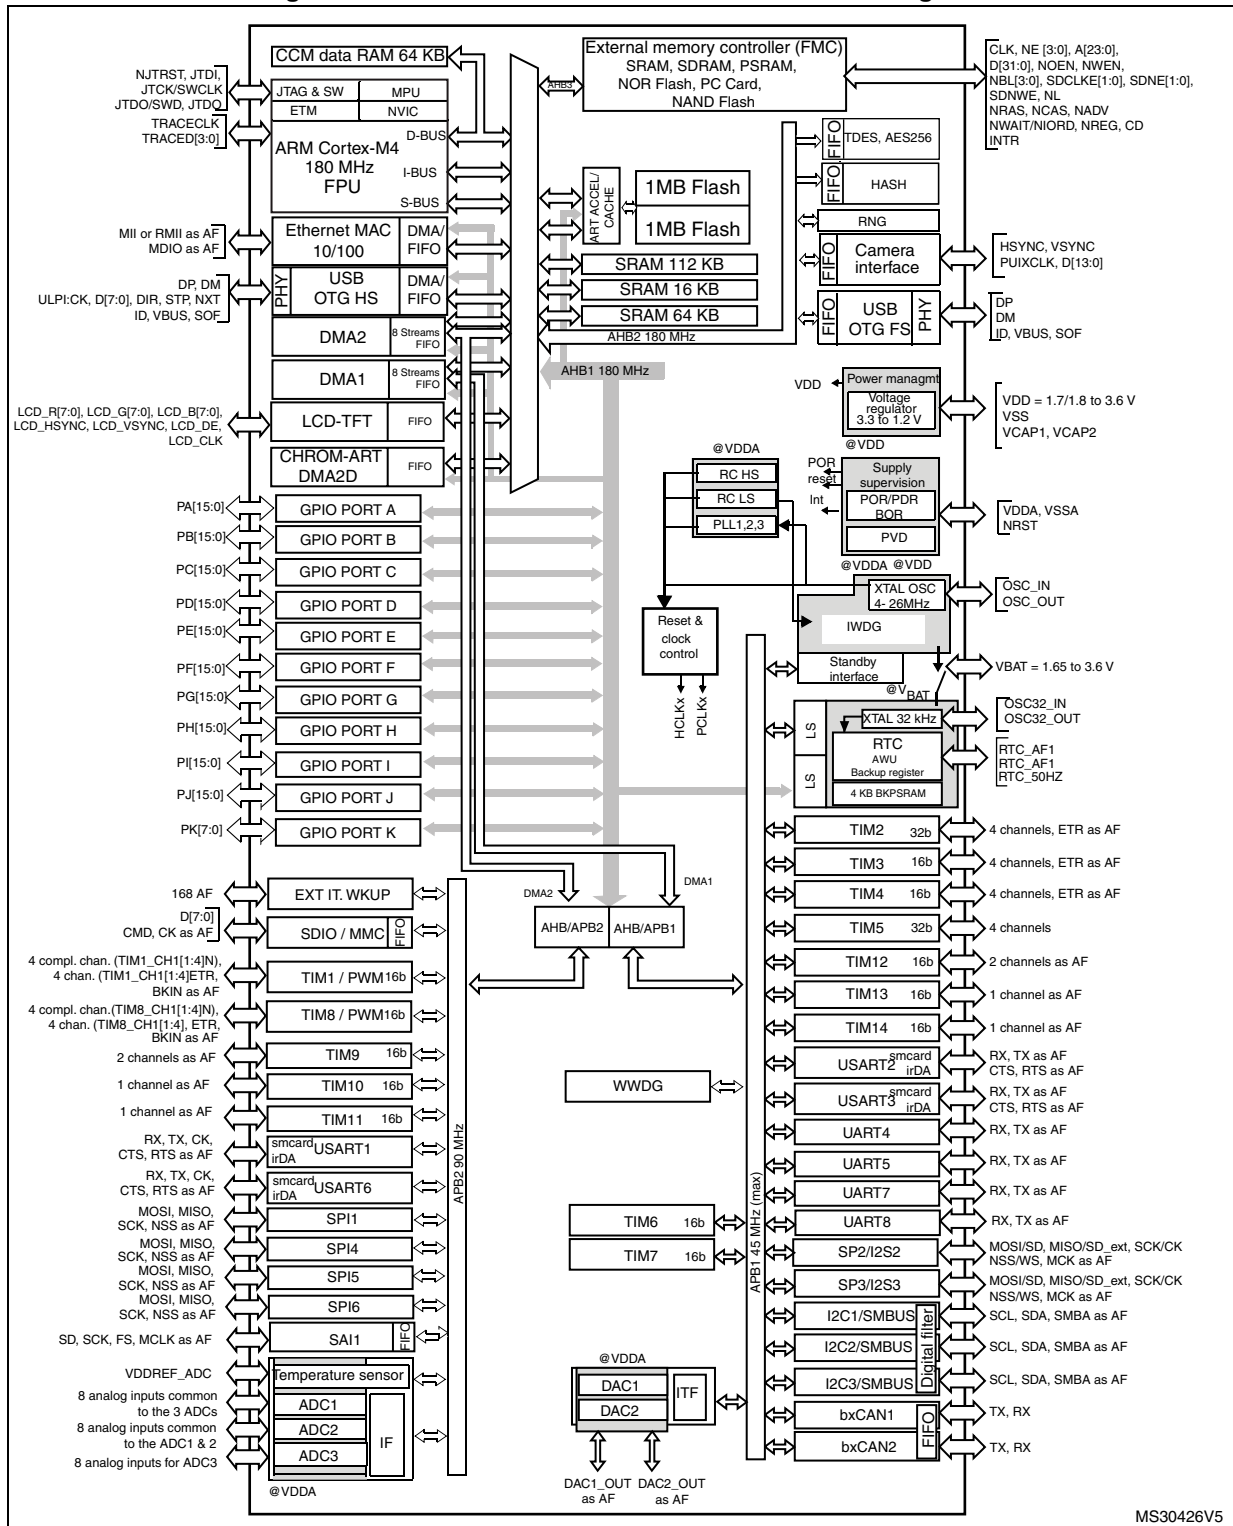 CCM data RAM 64 KB
External memory controller (FMC)
SRAM, SDRAM, PSRAM,
NOR Flash, PC Card,
NAND Flash
AHB3
CLK, NE [3:0], A[23:0],
D[31:0], NOEN, NWEN,
NBL[3:0], SDCLKE[1:0], SDNE[1:0],
SDNWE, NL
NRAS, NCAS, NADV
NWAIT/NIORD, NREG, CD
INTR
NJTRST, JTDI,
JTCK/SWCLK
JTDO/SWD, JTDO
TRACECLK
TRACED[3:0]
JTAG & SW
MPU
ETM
NVIC
ARM Cortex-M4
180 MHz
FPU
D-BUS
I-BUS
S-BUS
ART ACCEL/
CACHE
1MB Flash
1MB Flash
SRAM 112 KB
SRAM 16 KB
SRAM 64 KB
AHB2 180 MHz
AHB1 180 MHz
FIFO
TDES, AES256
FIFO
HASH
RNG
FIFO
Camera
interface
HSYNC, VSYNC
PUIXCLK, D[13:0]
FIFO
USB
OTG FS
PHY
DP
DM
ID, VBUS, SOF
MII or RMII as AF
MDIO as AF
Ethernet MAC
10/100
DMA/
FIFO
DP, DM
ULPI:CK, D[7:0], DIR, STP, NXT
ID, VBUS, SOF
PHY
USB
OTG HS
DMA/
FIFO
DMA2
8 Streams
FIFO
DMA1
8 Streams
FIFO
LCD_R[7:0], LCD_G[7:0], LCD_B[7:0],
LCD_HSYNC, LCD_VSYNC, LCD_DE,
LCD_CLK
LCD-TFT
FIFO
CHROM-ART
DMA2D
FIFO
VDD
Power managmt
Voltage
regulator
3.3 to 1.2 V
@VDD
VDD = 1.7/1.8 to 3.6 V
VSS
VCAP1, VCAP2
@VDDA
RC HS
RC LS
PLL1,2,3
POR
reset
Int
Supply
supervision
POR/PDR
BOR
PVD
VDDA, VSSA
NRST
@VDDA @VDD
XTAL OSC
4- 26MHz
OSC_IN
OSC_OUT
IWDG
Reset &
clock
control
HCLKx
PCLKx
Standby
interface
VBAT = 1.65 to 3.6 V
@VBAT
LS
LS
XTAL 32 kHz
OSC32_IN
OSC32_OUT
RTC
AWU
Backup register
4 KB BKPSRAM
RTC_AF1
RTC_AF1
RTC_50HZ
PA[15:0]
GPIO PORT A
PB[15:0]
GPIO PORT B
PC[15:0]
GPIO PORT C
PD[15:0]
GPIO PORT D
PE[15:0]
GPIO PORT E
PF[15:0]
GPIO PORT F
PG[15:0]
GPIO PORT G
PH[15:0]
GPIO PORT H
PI[15:0]
GPIO PORT I
PJ[15:0]
GPIO PORT J
PK[7:0]
GPIO PORT K
DMA2
DMA1
AHB/APB2
AHB/APB1
168 AF
EXT IT. WKUP
D[7:0]
CMD, CK as AF
SDIO / MMC
FIFO
4 compl. chan. (TIM1_CH1[1:4]N),
4 chan. (TIM1_CH1[1:4]ETR,
BKIN as AF
TIM1 / PWM 16b
4 compl. chan.(TIM8_CH1[1:4]N),
4 chan. (TIM8_CH1[1:4], ETR,
BKIN as AF
TIM8 / PWM 16b
2 channels as AF
TIM9 16b
1 channel as AF
TIM10 16b
1 channel as AF
TIM11 16b
RX, TX, CK,
CTS, RTS as AF
smcard
irDA
USART1
RX, TX, CK,
CTS, RTS as AF
smcard
irDA
USART6
MOSI, MISO,
SCK, NSS as AF
SPI1
MOSI, MISO,
SCK, NSS as AF
SPI4
MOSI, MISO,
SCK, NSS as AF
SPI5
MOSI, MISO,
SCK, NSS as AF
SPI6
SD, SCK, FS, MCLK as AF
SAI1
FIFO
VDDREF_ADC
Temperature sensor
8 analog inputs common
to the 3 ADCs
ADC1
8 analog inputs common
to the ADC1 & 2
ADC2
8 analog inputs for ADC3
ADC3
IF
@VDDA
APB2 90 MHz
WWDG
TIM6 16b
TIM7 16b
@VDDA
DAC1
DAC2
ITF
DAC1_OUT
as AF
DAC2_OUT
as AF
APB1 45 MHz (max)
TIM2 32b
4 channels, ETR as AF
TIM3 16b
4 channels, ETR as AF
TIM4 16b
4 channels, ETR as AF
TIM5 32b
4 channels
TIM12 16b
2 channels as AF
TIM13 16b
1 channel as AF
TIM14 16b
1 channel as AF
USART2
smcard
irDA
RX, TX as AF
CTS, RTS as AF
USART3
smcard
irDA
RX, TX as AF
CTS, RTS as AF
UART4
RX, TX as AF
UART5
RX, TX as AF
UART7
RX, TX as AF
UART8
RX, TX as AF
SP2/I2S2
MOSI/SD, MISO/SD_ext, SCK/CK
NSS/WS, MCK as AF
SP3/I2S3
MOSI/SD, MISO/SD_ext, SCK/CK
NSS/WS, MCK as AF
I2C1/SMBUS
SCL, SDA, SMBA as AF
I2C2/SMBUS
SCL, SDA, SMBA as AF
I2C3/SMBUS
SCL, SDA, SMBA as AF
Digital filter
bxCAN1
TX, RX
bxCAN2
TX, RX
FIFO
MS30426V5